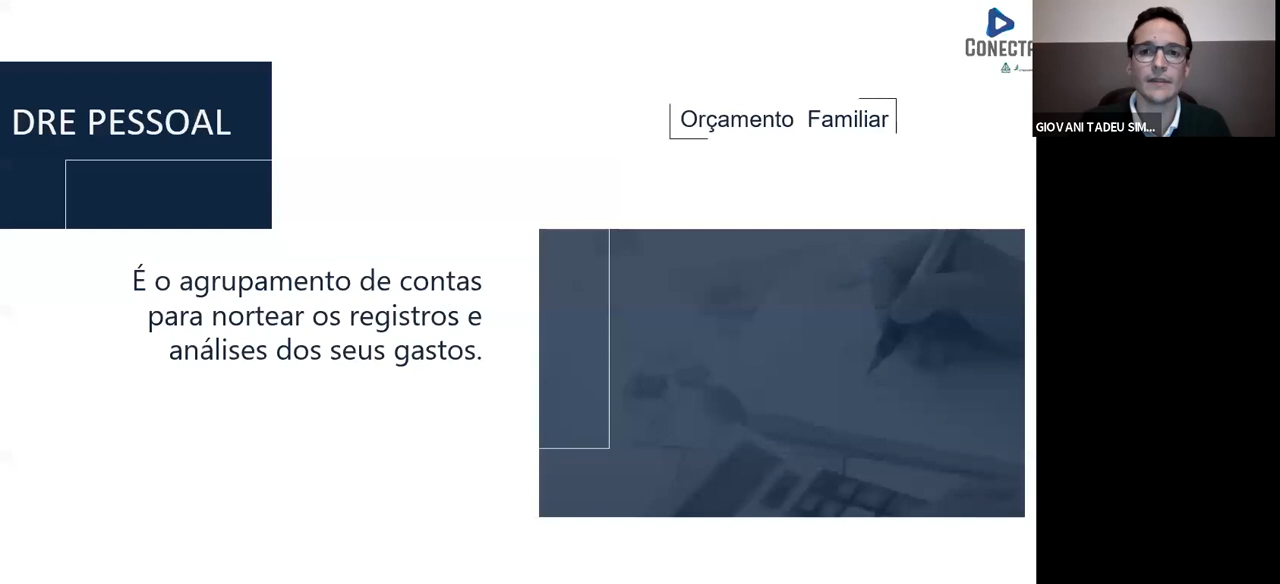 CONECTA
DRE PESSOAL
Orçamento Familiar
GIOVANI TADEU SIM...
É o agrupamento de contas
para nortear os registros e
análises dos seus gastos.